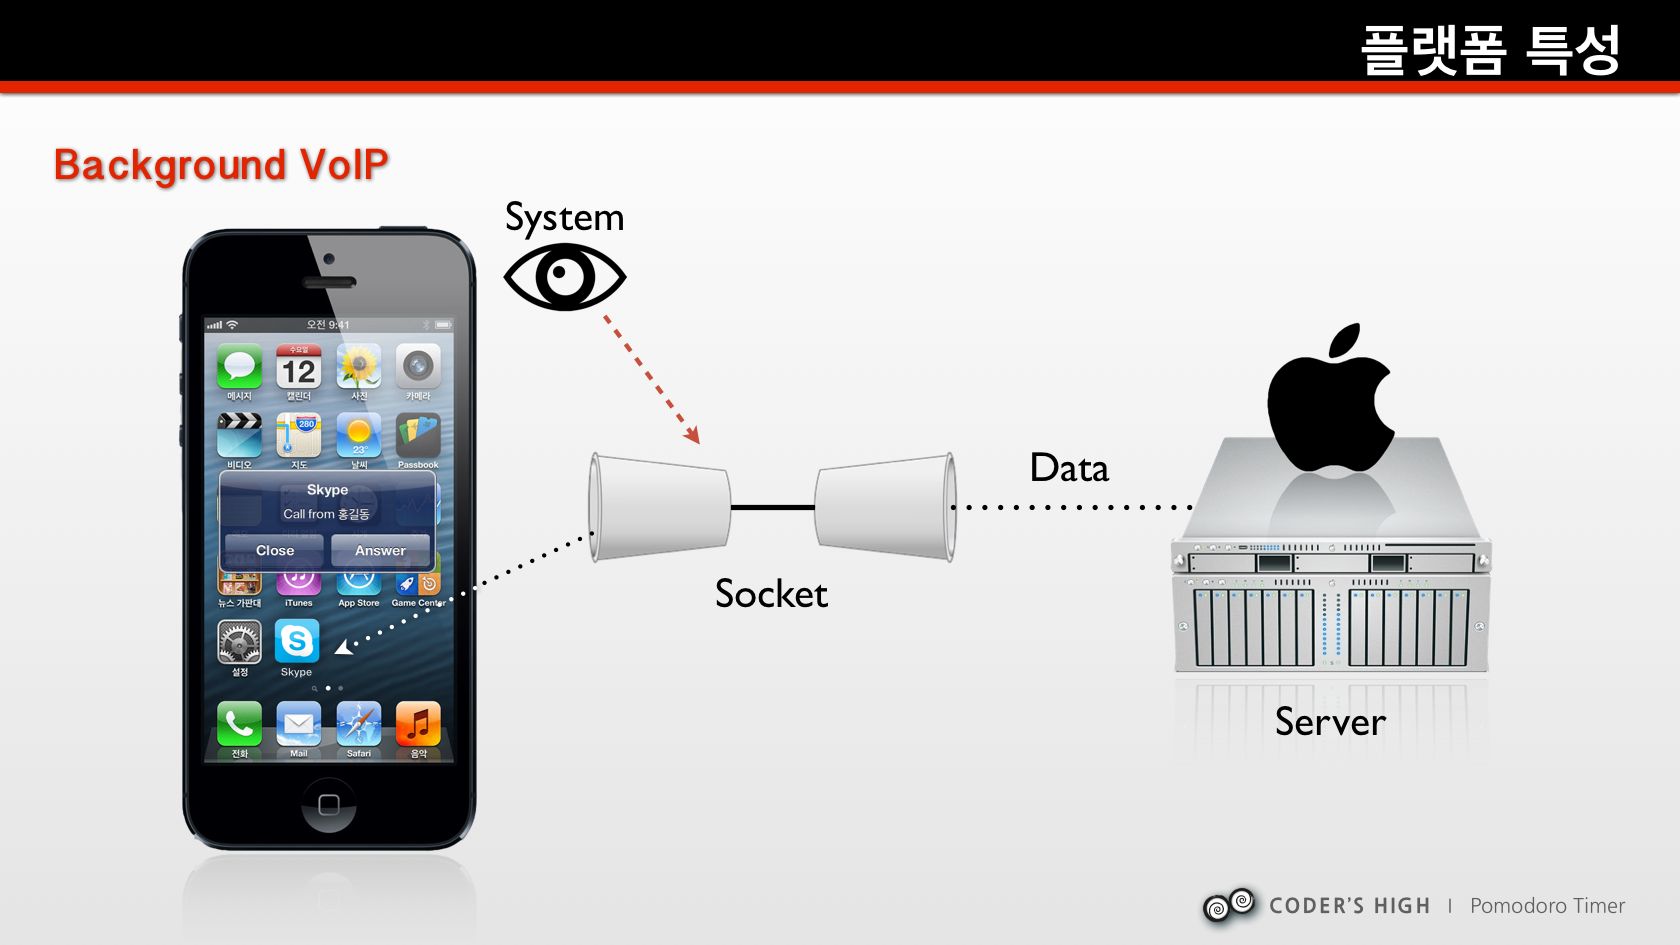 플랫폼 특성
Background VoIP
System
오전 9:41
수요일
12
메시지 캘린더 사진 카메라
280
23°
비디오 지도 날씨 Passbook
Skype
Call from 홍길동
Close Answer
뉴스 가판대 iTunes App Store Game Center
설정 Skype
전화 Mail Safari 음악
Data
Socket
Server
CODER'S HIGH | Pomodoro Timer